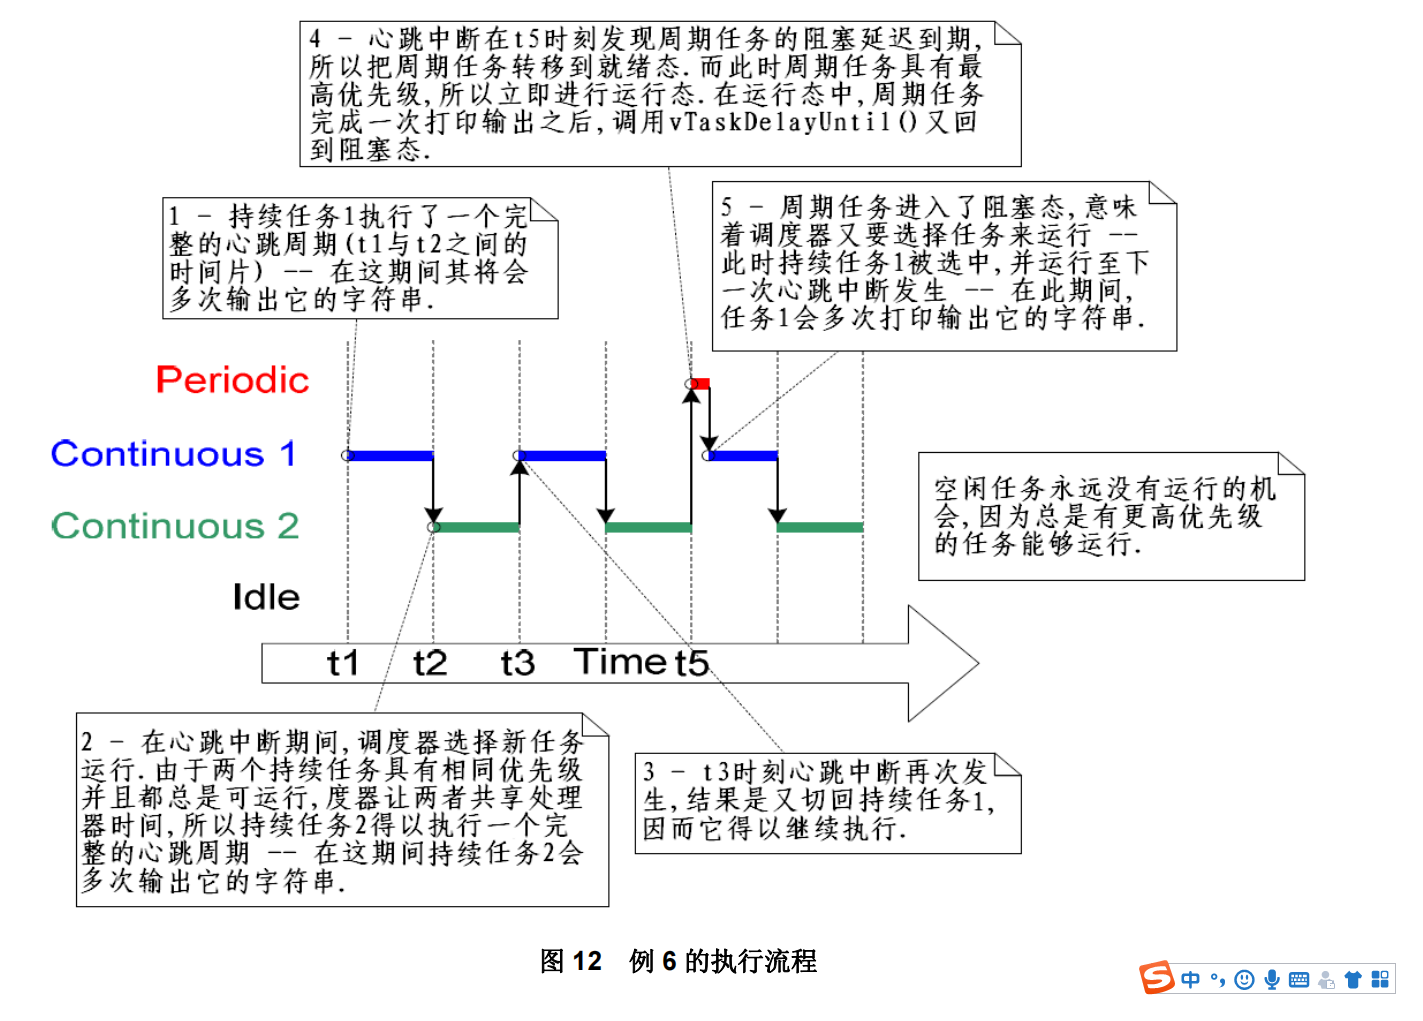 4 - 心跳中断在t5时刻发现周期任务的阻塞延迟到期,
所以把周期任务转移到就绪态.而此时周期任务具有最
高优先级,所以立即进行运行态.在运行态中,周期任务
完成一次打印输出之后,调用vTaskDelayUntil()又回
到阻塞态.
1 - 持续任务1执行了一个完
整的心跳周期(t1与t2之间的
时间片) -- 在这期间其将会
多次输出它的字符串.
5 - 周期任务进入了阻塞态,意味
着调度器又要选择任务来运行 --
此时持续任务1被选中,并运行至下
一次心跳中断发生 -- 在此期间,
任务1会多次打印输出它的字符串.
Periodic
Continuous 1
Continuous 2
Idle
空闲任务永远没有运行的机
会,因为总是有更高优先级
的任务能够运行.
t1 t2 t3 Time t5
2 - 在心跳中断期间,调度器选择新任务
运行.由于两个持续任务具有相同优先级
并且都总是可运行,度器让两者共享处理
器时间,所以持续任务2得以执行一个完
整的心跳周期 -- 在这期间持续任务2会
多次输出它的字符串.
3 - t3时刻心跳中断再次发
生,结果是又切回持续任务1,
因而它得以继续执行.
图 12 例 6 的执行流程
S 中 °,